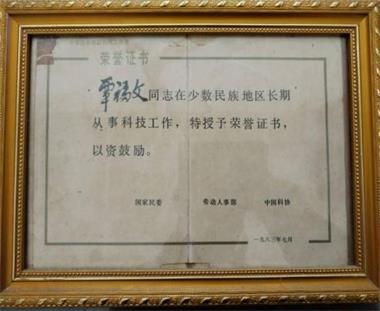 荣誉证书
覃福文同志在少数民族地区长期
从事科技工作，特授予荣誉证书，
以资鼓励。
国家民委 劳动人事部 中国科协
一九八三年七月